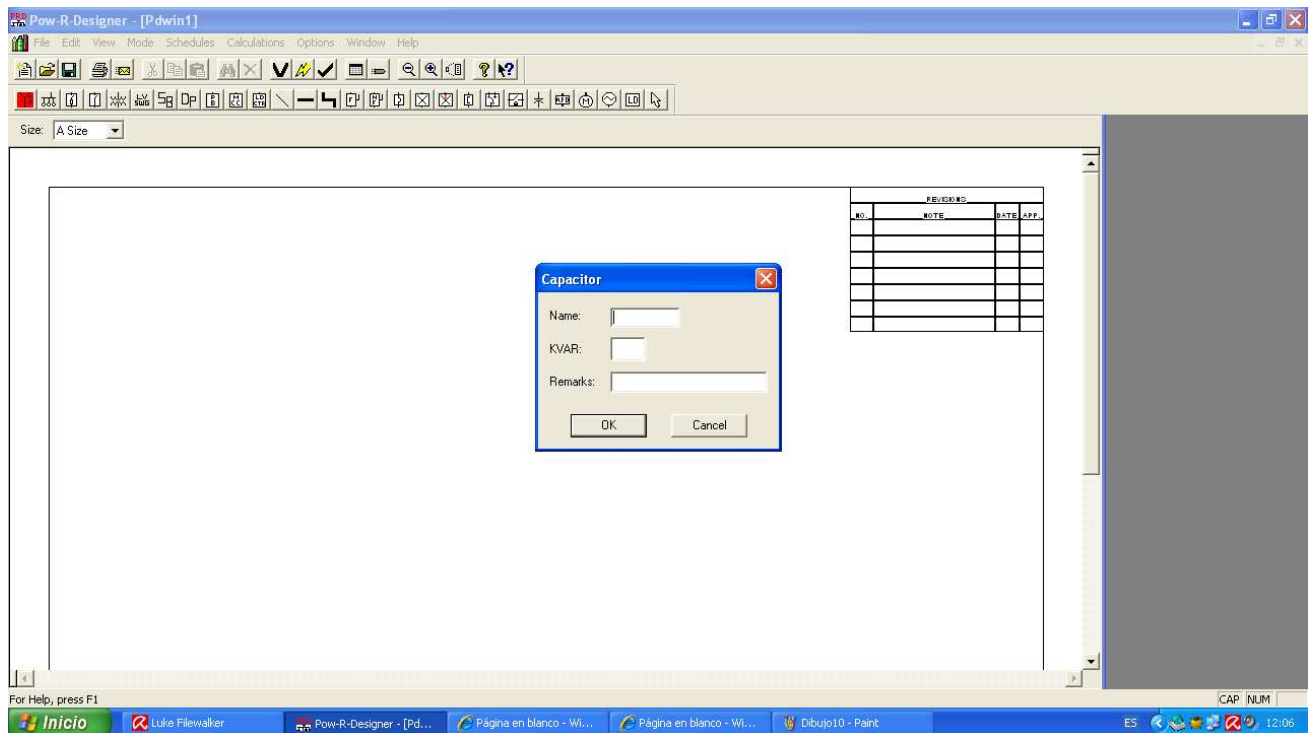 Pow-R-Designer - [Pdwin1]
File Edit View Mode Schedules Calculations Options Window Help
Size: A Size
REVISIONS
NO. NOTE DATE APP.
Capacitor
Name:
KVAR:
Remarks:
OK Cancel
For Help, press F1
CAP NUM
Inicio Luke Filewalker Pow-R-Designer - [Pd... Página en blanco - Wi... Página en blanco - Wi... Dibujo10 - Paint ES 12:06